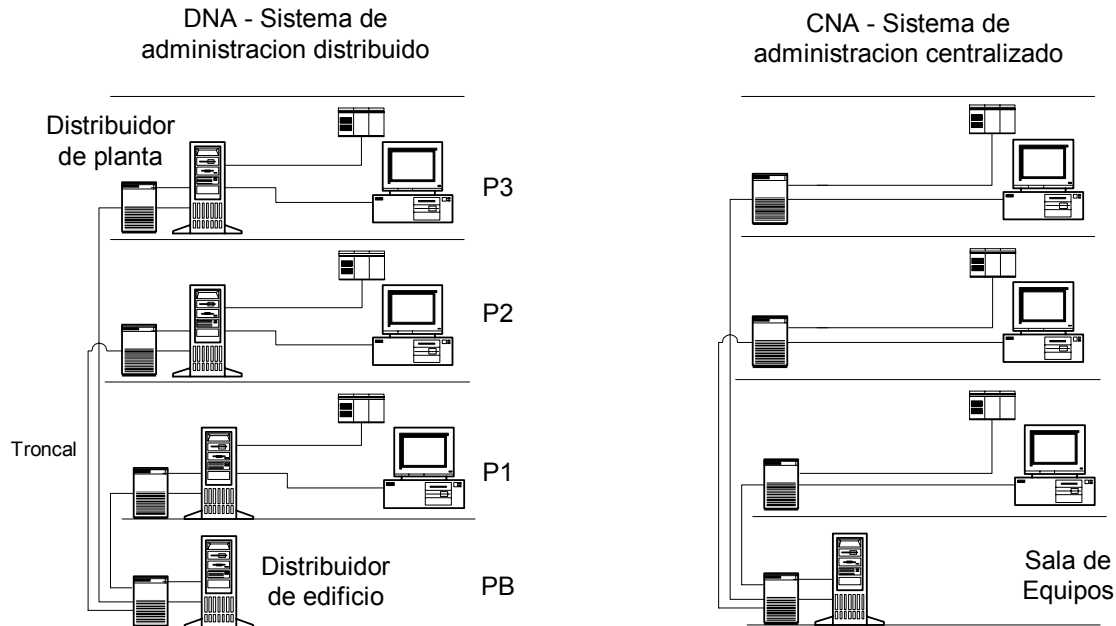 DNA - Sistema de
administracion distribuido
CNA - Sistema de
administracion centralizado
Distribuidor
de planta
P3
P2
Troncal
P1
Distribuidor
de edificio
PB
Sala de
Equipos